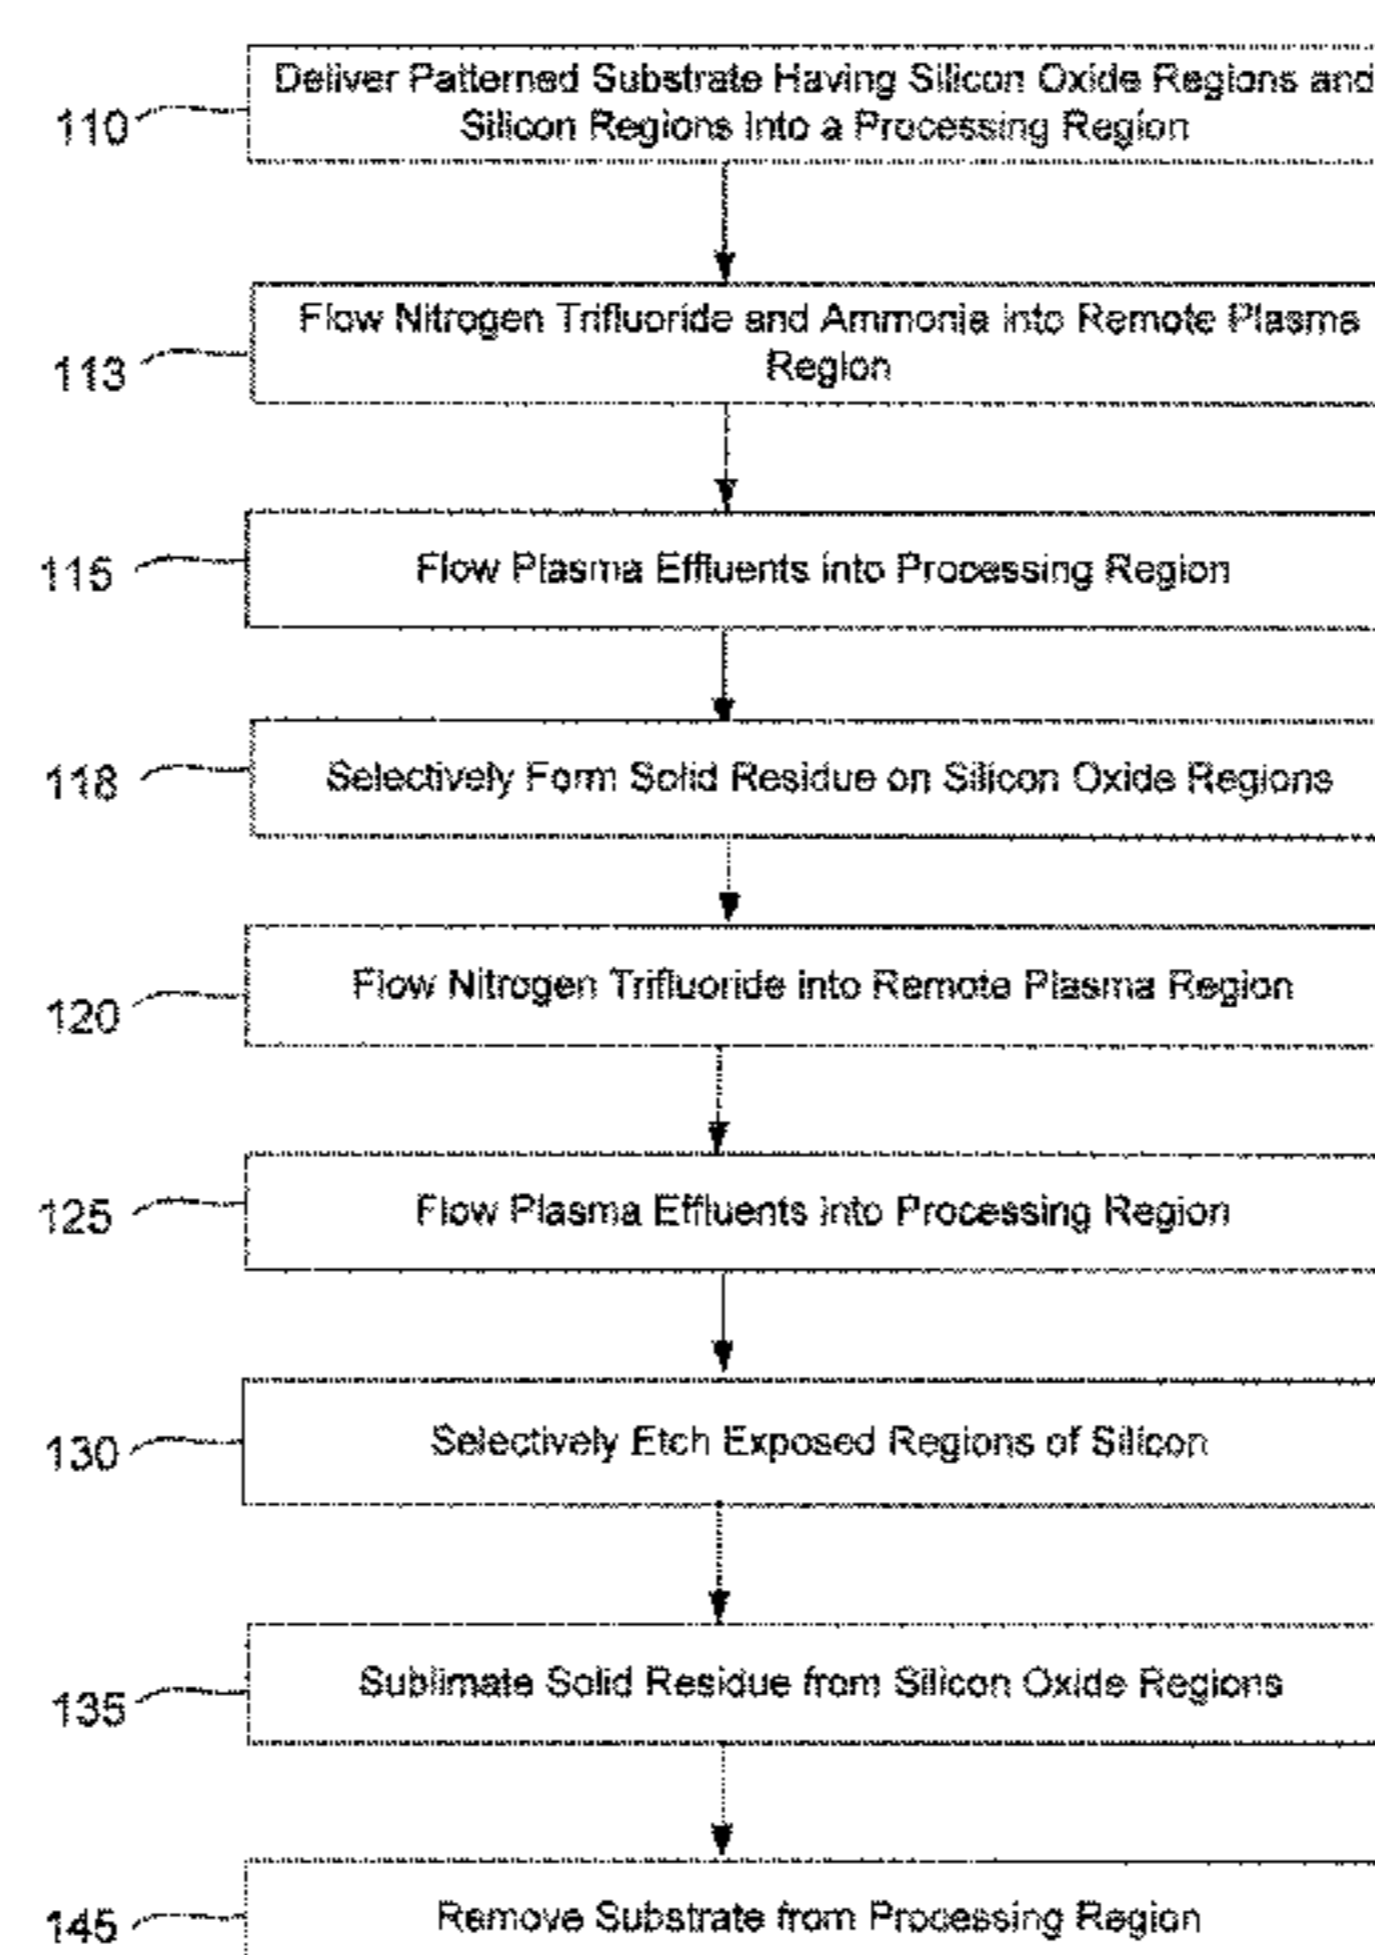 Deliver Patterned Substrate Having Silicon Oxide Regions and
110
Silicon Regions Into a Processing Region
Flow Nitrogen Trifluoride and Ammonia into Remote Plasma
113
Region
115
Flow Plasma Effluents into Processing Region
118
Selectively Form Solid Residue on Silicon Oxide Regions
120
Flow Nitrogen Trifluoride into Remote Plasma Region
125
Flow Plasma Effluents into Processing Region
130
Selectively Etch Exposed Regions of Silicon
135
Sublimate Solid Residue from Silicon Oxide Regions
145
Remove Substrate from Processing Region